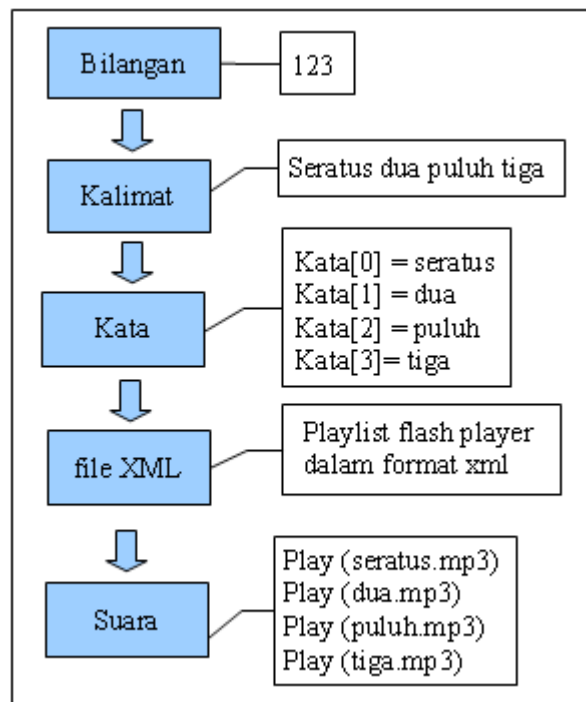 Bilangan
123
Kalimat
Seratus dua puluh tiga
Kata
Kata[0] = seratus
Kata[1] = dua
Kata[2] = puluh
Kata[3]= tiga
file XML
Playlist flash player
dalam format xml
Suara
Play (seratus.mp3)
Play (dua.mp3)
Play (puluh.mp3)
Play (tiga.mp3)